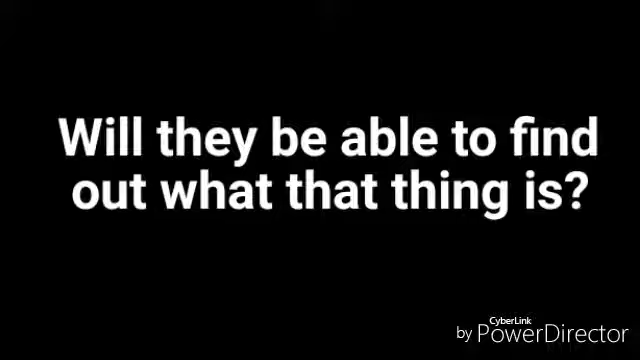 Will they be able to find
out what that thing is?
CyberLink
by PowerDirector